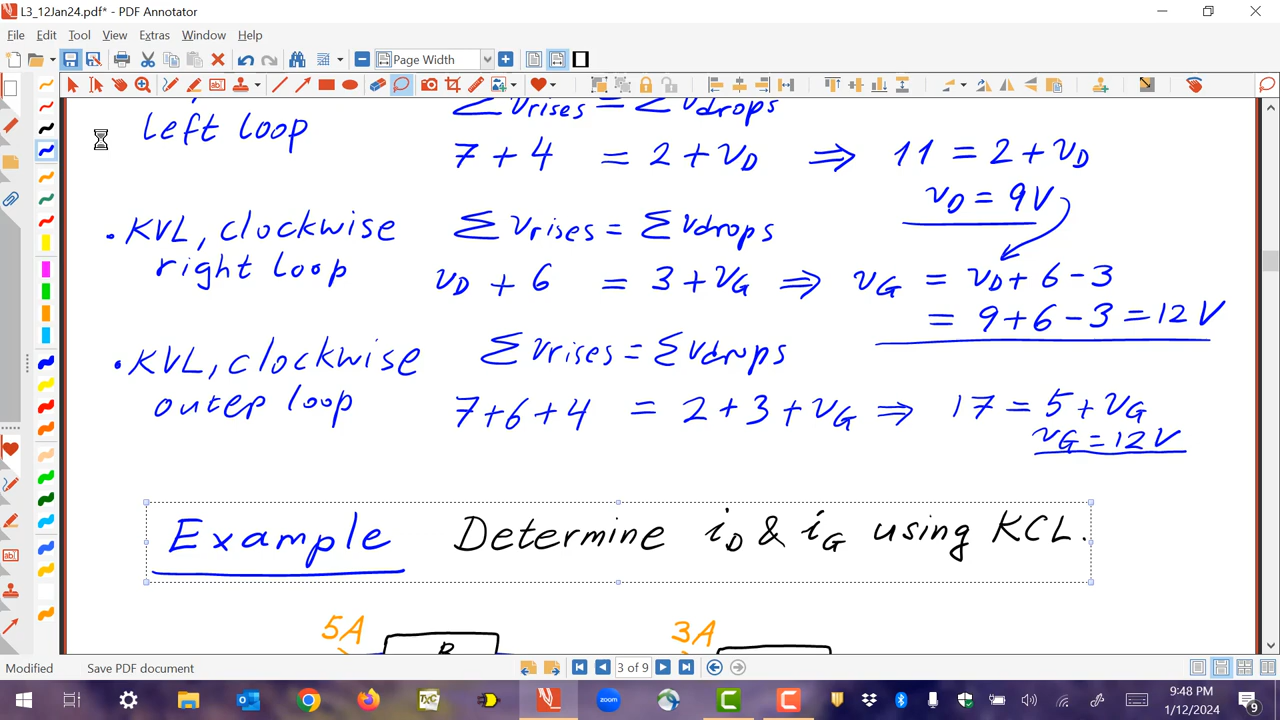 L3_12Jan24.pdf* - PDF Annotator
File Edit Tool View Extras Window Help
Page Width
Σ vrises = Σ vdrops
left loop
7 + 4 = 2 + vD ⇒ 11 = 2 + vD
vD = 9V
• KVL, clockwise Σ vrises = Σ vdrops
right loop
vD + 6 = 3 + vG ⇒ vG = vD + 6 - 3
= 9 + 6 - 3 = 12 V
• KVL, clockwise Σ vrises = Σ vdrops
outer loop
7 + 6 + 4 = 2 + 3 + vG ⇒ 17 = 5 + vG
vG = 12 V
Example Determine iD & iG using KCL.
5A 3A
B
Modified Save PDF document 3 of 9
zoom
9:48 PM
1/12/2024
9